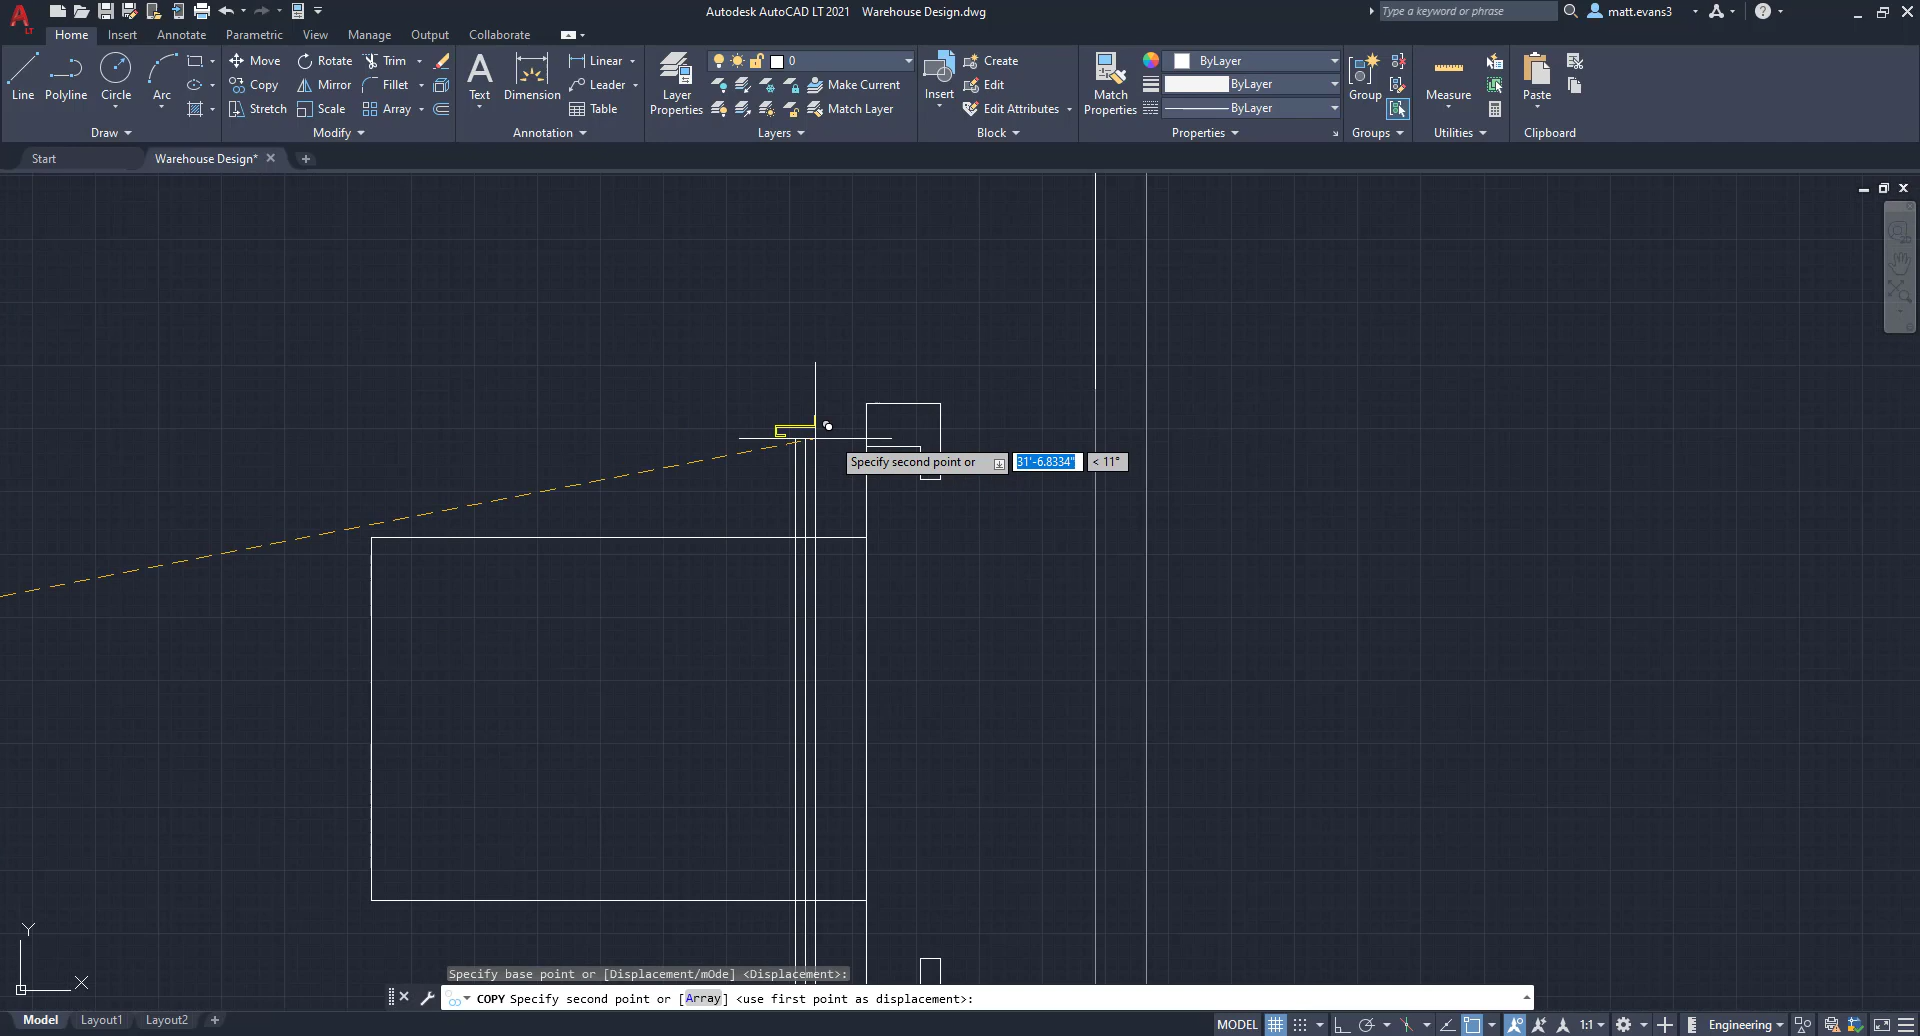 LT
Autodesk AutoCAD LT 2021 Warehouse Design.dwg
Type a keyword or phrase
matt.evans3
Home Insert Annotate Parametric View Manage Output Collaborate
Line Polyline Circle Arc
Move Rotate Trim
Copy Mirror Fillet
Stretch Scale Array
Text Dimension
Linear
Leader
Table
Layer
Properties
0
Make Current
Match Layer
Insert
Create
Edit
Edit Attributes
Match
Properties
ByLayer
ByLayer
ByLayer
Group
Measure
Paste
Draw Modify Annotation Layers Block Properties Groups Utilities Clipboard
Start Warehouse Design*
Specify second point or 31'-6.8334" < 11°
Y
X
Specify base point or [Displacement/mOde] <Displacement>:
COPY Specify second point or [Array] <use first point as displacement>:
Model Layout1 Layout2
MODEL 1:1 Engineering